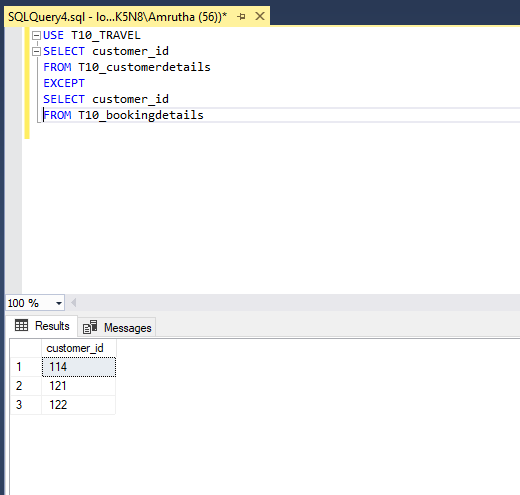 SQLQuery4.sql - lo...K5N8\Amrutha (56))*
USE T10_TRAVEL
SELECT customer_id
FROM T10_customerdetails
EXCEPT
SELECT customer_id
FROM T10_bookingdetails
100 %
Results Messages
customer_id
1 114
2 121
3 122